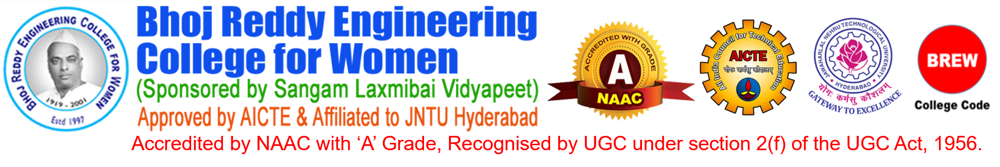 BHOJ REDDY ENGINEERING COLLEGE FOR WOMEN
1919 - 2001
Estd 1997
Bhoj Reddy Engineering
College for Women
(Sponsored by Sangam Laxmibai Vidyapeet)
Approved by AICTE & Affiliated to JNTU Hyderabad
ACCREDITED WITH GRADE
A
NAAC
All India Council for Technical Education
AICTE
योगः कर्मसु कौशलम्
JAWAHARLAL NEHRU TECHNOLOGICAL UNIVERSITY
HYDERABAD
योगः कर्मसु कौशलम्
GATEWAY TO EXCELLENCE
BREW
College Code
Accredited by NAAC with ‘A’ Grade, Recognised by UGC under section 2(f) of the UGC Act, 1956.